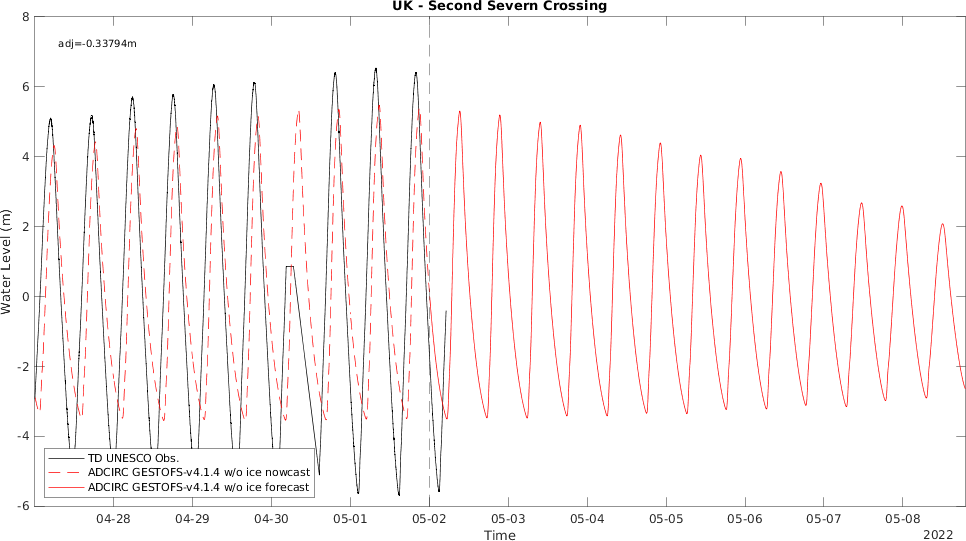 UK - Second Severn Crossing
adj=-0.33794m
8
6
4
2
0
-2
-4
-6
Water Level (m)
TD UNESCO Obs.
ADCIRC GESTOFS-v4.1.4 w/o ice nowcast
ADCIRC GESTOFS-v4.1.4 w/o ice forecast
04-28 04-29 04-30 05-01 05-02 05-03 05-04 05-05 05-06 05-07 05-08
Time
2022